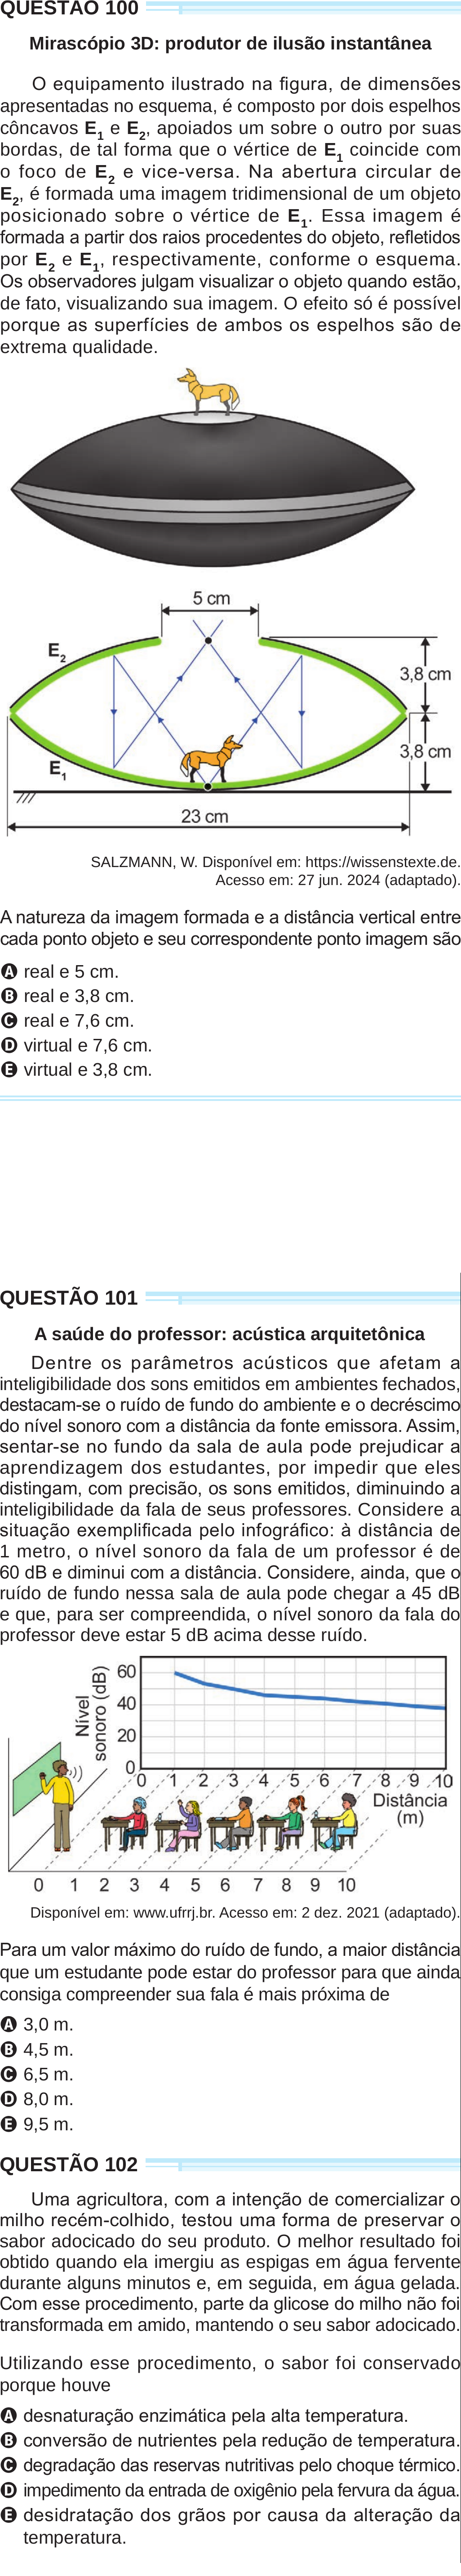 QUESTÃO 100
Mirascópio 3D: produtor de ilusão instantânea
O equipamento ilustrado na figura, de dimensões
apresentadas no esquema, é composto por dois espelhos
côncavos E1 e E2, apoiados um sobre o outro por suas
bordas, de tal forma que o vértice de E1 coincide com
o foco de E2 e vice-versa. Na abertura circular de
E2, é formada uma imagem tridimensional de um objeto
posicionado sobre o vértice de E1. Essa imagem é
formada a partir dos raios procedentes do objeto, refletidos
por E2 e E1, respectivamente, conforme o esquema.
Os observadores julgam visualizar o objeto quando estão,
de fato, visualizando sua imagem. O efeito só é possível
porque as superfícies de ambos os espelhos são de
extrema qualidade.
5 cm
E2
3,8 cm
3,8 cm
E1
23 cm
SALZMANN, W. Disponível em: https://wissenstexte.de.
Acesso em: 27 jun. 2024 (adaptado).
A natureza da imagem formada e a distância vertical entre
cada ponto objeto e seu correspondente ponto imagem são
A real e 5 cm.
B real e 3,8 cm.
C real e 7,6 cm.
D virtual e 7,6 cm.
E virtual e 3,8 cm.
QUESTÃO 101
A saúde do professor: acústica arquitetônica
Dentre os parâmetros acústicos que afetam a
inteligibilidade dos sons emitidos em ambientes fechados,
destacam-se o ruído de fundo do ambiente e o decréscimo
do nível sonoro com a distância da fonte emissora. Assim,
sentar-se no fundo da sala de aula pode prejudicar a
aprendizagem dos estudantes, por impedir que eles
distingam, com precisão, os sons emitidos, diminuindo a
inteligibilidade da fala de seus professores. Considere a
situação exemplificada pelo infográfico: à distância de
1 metro, o nível sonoro da fala de um professor é de
60 dB e diminui com a distância. Considere, ainda, que o
ruído de fundo nessa sala de aula pode chegar a 45 dB
e que, para ser compreendida, o nível sonoro da fala do
professor deve estar 5 dB acima desse ruído.
Nível
sonoro (dB)
60
40
20
0
0 1 2 3 4 5 6 7 8 9 10
Distância
(m)
0 1 2 3 4 5 6 7 8 9 10
Disponível em: www.ufrrj.br. Acesso em: 2 dez. 2021 (adaptado).
Para um valor máximo do ruído de fundo, a maior distância
que um estudante pode estar do professor para que ainda
consiga compreender sua fala é mais próxima de
A 3,0 m.
B 4,5 m.
C 6,5 m.
D 8,0 m.
E 9,5 m.
QUESTÃO 102
Uma agricultora, com a intenção de comercializar o
milho recém-colhido, testou uma forma de preservar o
sabor adocicado do seu produto. O melhor resultado foi
obtido quando ela imergiu as espigas em água fervente
durante alguns minutos e, em seguida, em água gelada.
Com esse procedimento, parte da glicose do milho não foi
transformada em amido, mantendo o seu sabor adocicado.
Utilizando esse procedimento, o sabor foi conservado
porque houve
A desnaturação enzimática pela alta temperatura.
B conversão de nutrientes pela redução de temperatura.
C degradação das reservas nutritivas pelo choque térmico.
D impedimento da entrada de oxigênio pela fervura da água.
E desidratação dos grãos por causa da alteração da
temperatura.